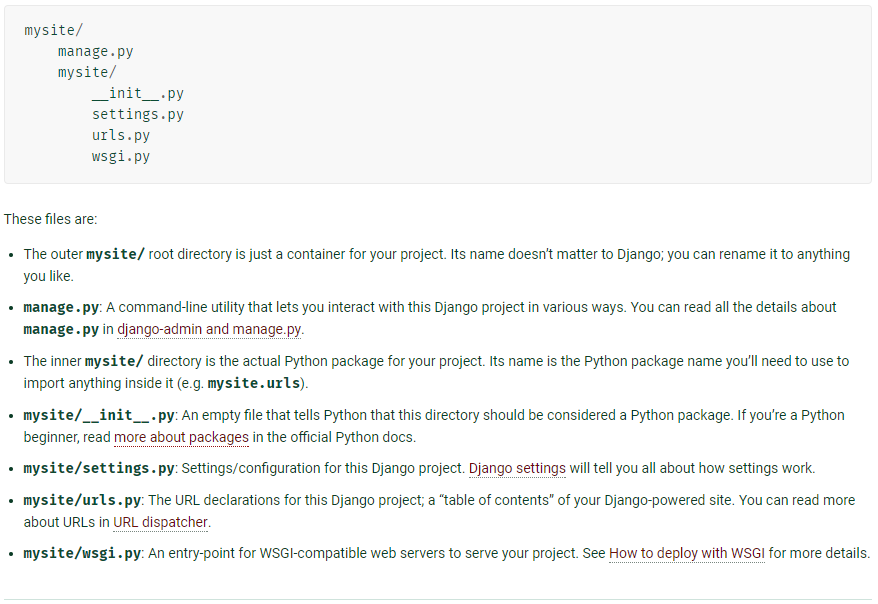 mysite/
    manage.py
    mysite/
        __init__.py
        settings.py
        urls.py
        wsgi.py
These files are:
• The outer mysite/ root directory is just a container for your project. Its name doesn’t matter to Django; you can rename it to anything
you like.
• manage.py: A command-line utility that lets you interact with this Django project in various ways. You can read all the details about
manage.py in django-admin and manage.py.
• The inner mysite/ directory is the actual Python package for your project. Its name is the Python package name you’ll need to use to
import anything inside it (e.g. mysite.urls).
• mysite/__init__.py: An empty file that tells Python that this directory should be considered a Python package. If you’re a Python
beginner, read more about packages in the official Python docs.
• mysite/settings.py: Settings/configuration for this Django project. Django settings will tell you all about how settings work.
• mysite/urls.py: The URL declarations for this Django project; a “table of contents” of your Django-powered site. You can read more
about URLs in URL dispatcher.
• mysite/wsgi.py: An entry-point for WSGI-compatible web servers to serve your project. See How to deploy with WSGI for more details.